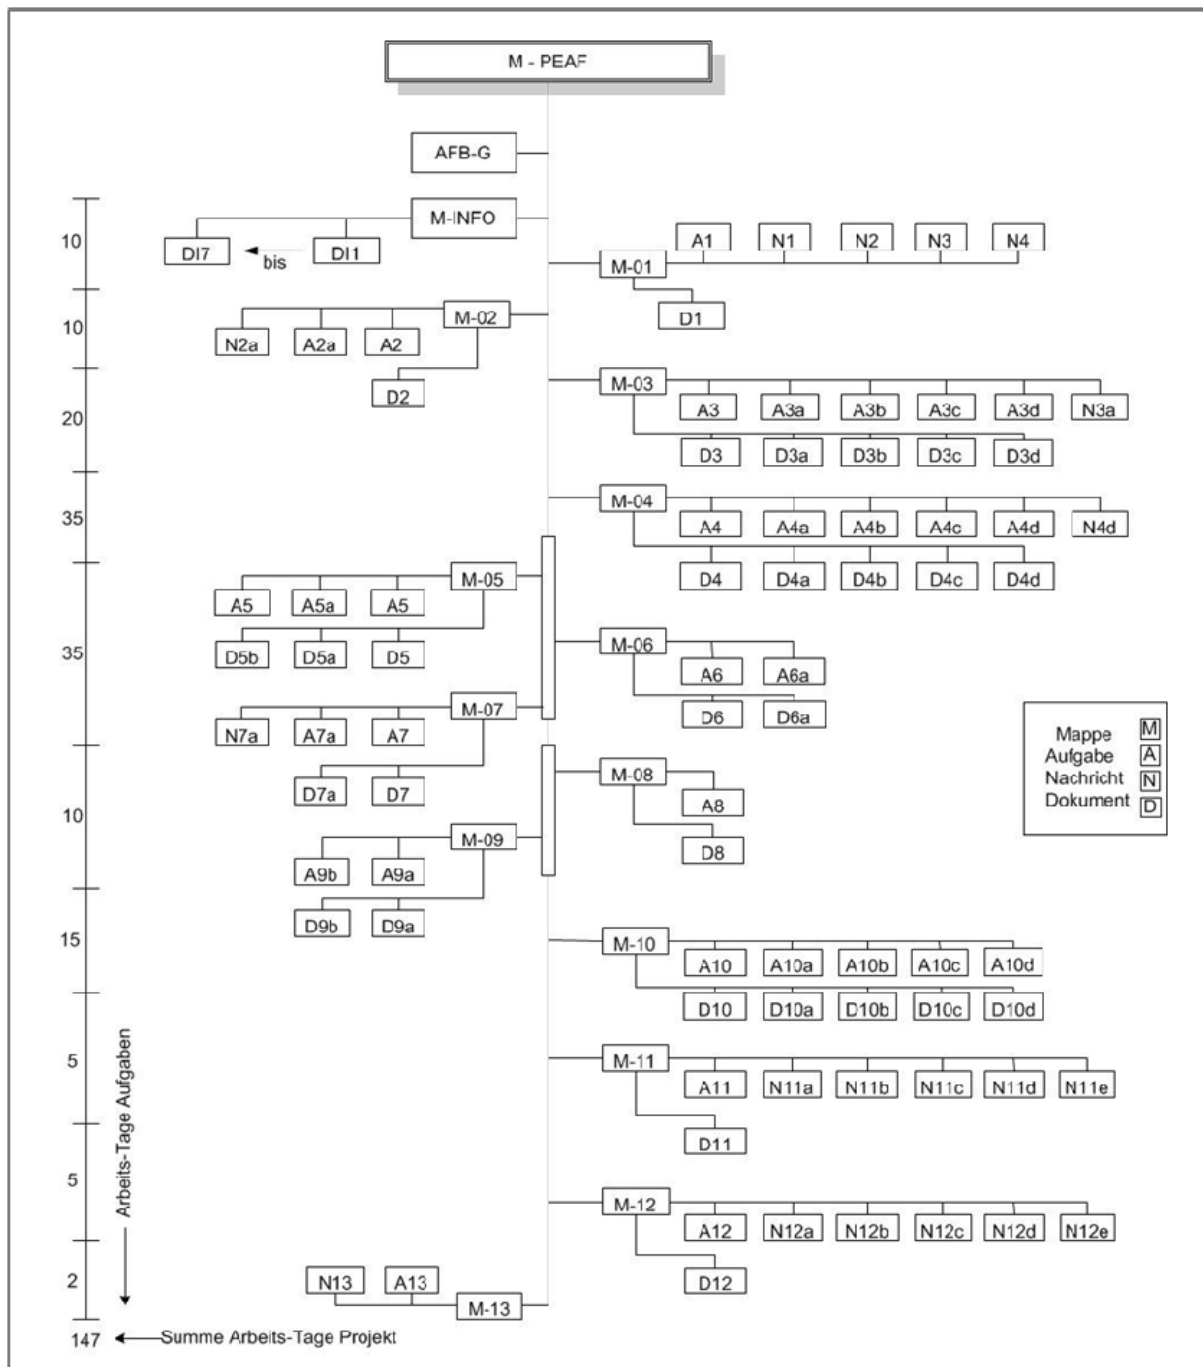 M - PEAF
AFB-G
M-INFO
10
DI7
bis
DI1
A1
N1
N2
N3
N4
M-01
D1
10
M-02
N2a
A2a
A2
D2
M-03
20
A3
A3a
A3b
A3c
A3d
N3a
D3
D3a
D3b
D3c
D3d
M-04
35
A4
A4a
A4b
A4c
A4d
N4d
D4
D4a
D4b
D4c
D4d
M-05
A5
A5a
A5
D5b
D5a
D5
35
M-06
A6
A6a
D6
D6a
M-07
N7a
A7a
A7
D7a
D7
Mappe M
Aufgabe A
Nachricht N
Dokument D
M-08
A8
D8
10
M-09
A9b
A9a
D9b
D9a
15
M-10
A10
A10a
A10b
A10c
A10d
D10
D10a
D10b
D10c
D10d
Arbeits-Tage Aufgaben
5
M-11
A11
N11a
N11b
N11c
N11d
N11e
D11
5
M-12
A12
N12a
N12b
N12c
N12d
N12e
D12
2
N13
A13
M-13
147
Summe Arbeits-Tage Projekt